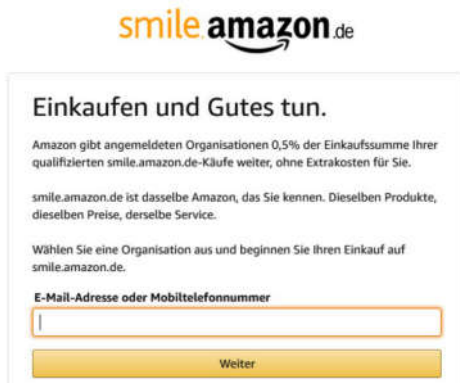 smile.amazon.de
Einkaufen und Gutes tun.
Amazon gibt angemeldeten Organisationen 0,5% der Einkaufssumme Ihrer
qualifizierten smile.amazon.de-Käufe weiter, ohne Extrakosten für Sie.
smile.amazon.de ist dasselbe Amazon, das Sie kennen. Dieselben Produkte,
dieselben Preise, derselbe Service.
Wählen Sie eine Organisation aus und beginnen Sie Ihren Einkauf auf
smile.amazon.de.
E-Mail-Adresse oder Mobiltelefonnummer
Weiter